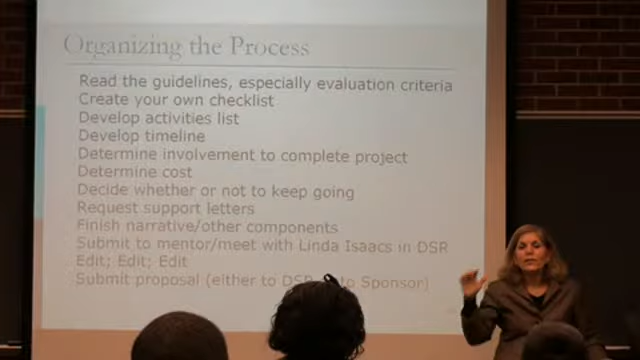 Organizing the Process
Read the guidelines, especially evaluation criteria
Create your own checklist
Develop activities list
Develop timeline
Determine involvement to complete project
Determine cost
Decide whether or not to keep going
Request support letters
Finish narrative/other components
Submit to mentor/meet with Linda Isaacs in DSR
Edit; Edit; Edit
Submit proposal (either to DSR to Sponsor)